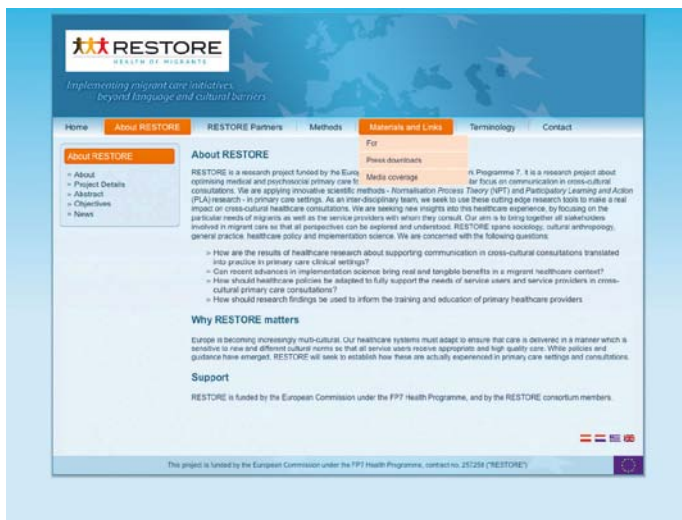 RESTORE
HEALTH OF MIGRANTS
Implementing migrant care initiatives,
beyond language and cultural barriers
Home About RESTORE RESTORE Partners Methods Materials and Links Terminology Contact
For
Press downloads
Media coverage
About RESTORE
» About
» Project Details
» Abstract
» Objectives
» News
About RESTORE
RESTORE is a research project funded by the Euro n Programme 7. It is a research project about
optimising medical and psychosocial primary care fo lar focus on communication in cross-cultural
consultations. We are applying innovative scientific methods - Normalisation Process Theory (NPT) and Participatory Learning and Action
(PLA) research - in primary care settings. As an inter-disciplinary team, we seek to use these cutting edge research tools to make a real
impact on cross-cultural healthcare consultations. We are seeking new insights into this healthcare experience, by focusing on the
particular needs of migrants as well as the service providers with whom they consult. Our aim is to bring together all stakeholders
involved in migrant care so that all perspectives can be explored and understood. RESTORE spans sociology, cultural anthropology,
general practice, healthcare policy and implementation science. We are concerned with the following questions:
» How are the results of healthcare research about supporting communication in cross-cultural consultations translated
into practice in primary care clinical settings?
» Can recent advances in implementation science bring real and tangible benefits in a migrant healthcare context?
» How should healthcare policies be adapted to fully support the needs of service users and service providers in cross-
cultural primary care consultations?
» How should research findings be used to inform the training and education of primary healthcare providers
Why RESTORE matters
Europe is becoming increasingly multi-cultural. Our healthcare systems must adapt to ensure that care is delivered in a manner which is
sensitive to new and different cultural norms so that all service users receive appropriate and high quality care. While policies and
guidance have emerged, RESTORE will seek to establish how these are actually experienced in primary care settings and consultations.
Support
RESTORE is funded by the European Commission under the FP7 Health Programme, and by the RESTORE consortium members.
This project is funded by the European Commission under the FP7 Health Programme, contract no. 257258 ("RESTORE")